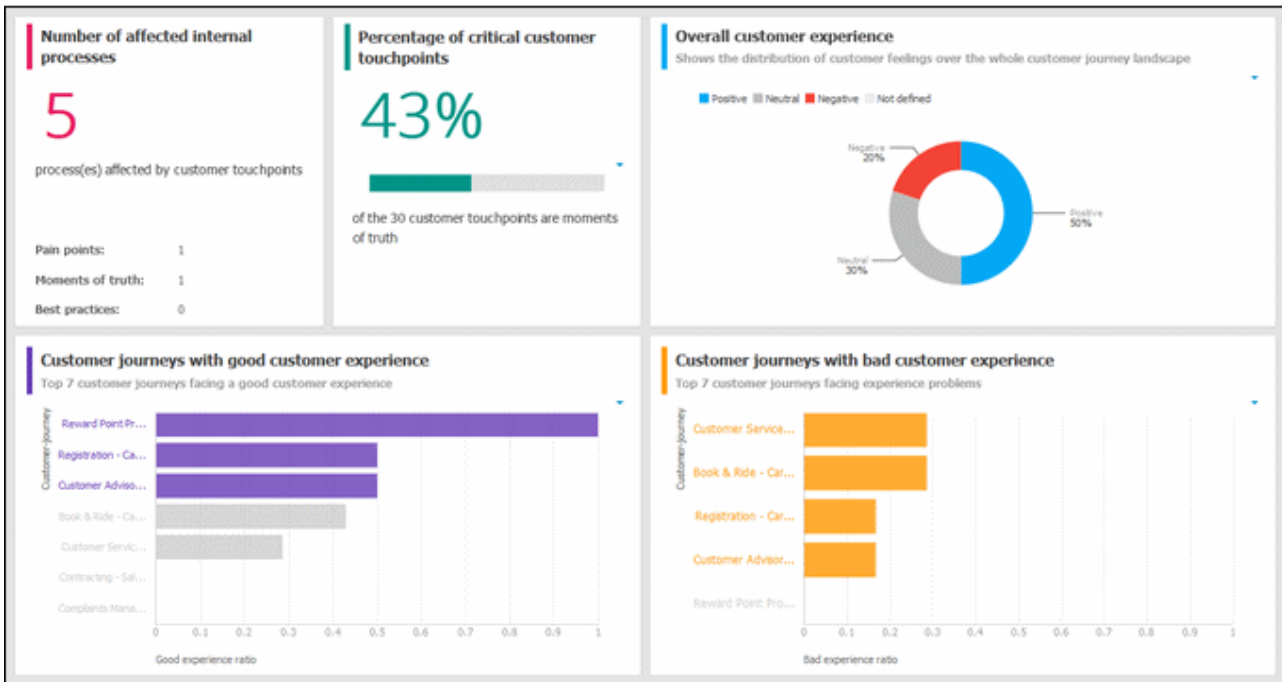 Number of affected internal
processes
5
process(es) affected by customer touchpoints
Pain points: 1
Moments of truth: 1
Best practices: 0
Percentage of critical customer
touchpoints
43%
of the 30 customer touchpoints are moments
of truth
Overall customer experience
Shows the distribution of customer feelings over the whole customer journey landscape
Positive Neutral Negative Not defined
Negative
20%
Positive
50%
Neutral
30%
Customer journeys with good customer experience
Top 7 customer journeys facing a good customer experience
Customer-journey
Reward Point Pr...
Registration - Ca...
Customer Adviso...
Book & Ride - Ca...
Customer Servic...
Contracting - Sal...
Complaints Mana...
0 0.1 0.2 0.3 0.4 0.5 0.6 0.7 0.8 0.9 1
Good experience ratio
Customer journeys with bad customer experience
Top 7 customer journeys facing experience problems
Customer-journey
Customer Service...
Book & Ride - Car...
Registration - Car...
Customer Advisor...
Reward Point Pro...
0 0.1 0.2 0.3 0.4 0.5 0.6 0.7 0.8 0.9 1
Bad experience ratio